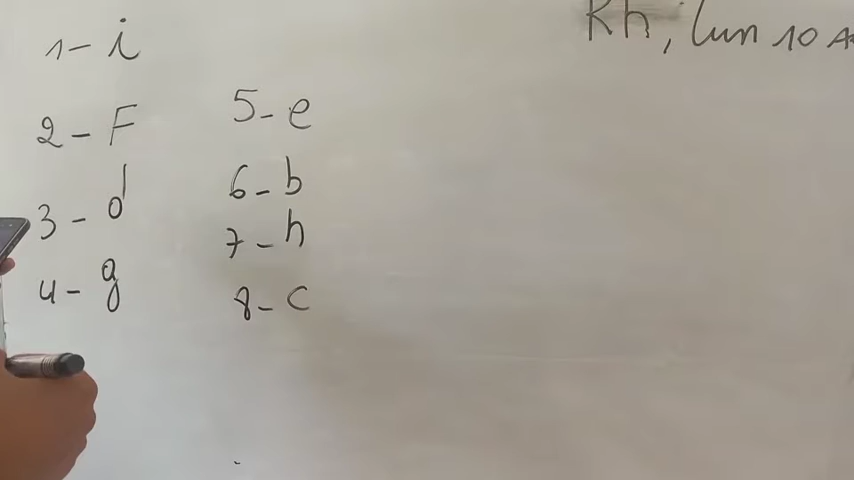 Kh, lun 10 A
1- i
2 - F
3 - d
4 - g
5- e
6 - b
7 - h
8 - c